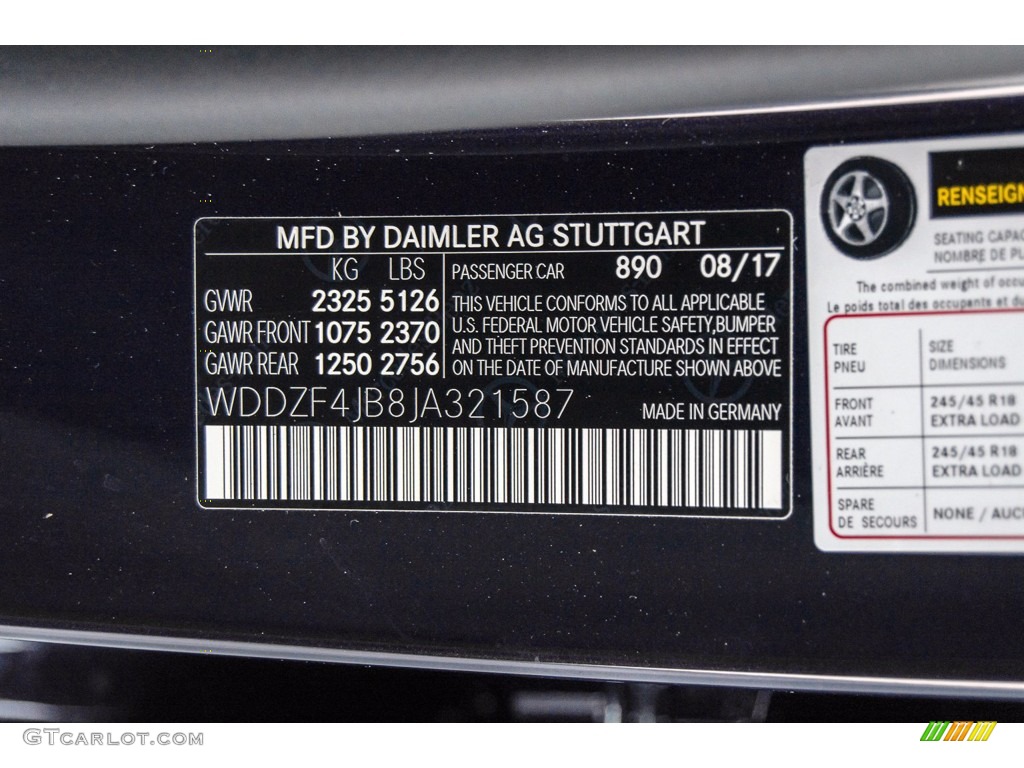 MFD BY DAIMLER AG STUTTGART
KG LBS
GVWR 2325 5126
GAWR FRONT 1075 2370
GAWR REAR 1250 2756
PASSENGER CAR 890 08/17
THIS VEHICLE CONFORMS TO ALL APPLICABLE
U.S. FEDERAL MOTOR VEHICLE SAFETY,BUMPER
AND THEFT PREVENTION STANDARDS IN EFFECT
ON THE DATE OF MANUFACTURE SHOWN ABOVE
WDDZF4JB8JA321587
MADE IN GERMANY
RENSEIGN
SEATING CAPAC
NOMBRE DE PL
The combined weight of occu
Le poids total des occupants et du
TIRE SIZE
PNEU DIMENSIONS
FRONT 245/45 R18
AVANT EXTRA LOAD
REAR 245/45 R18
ARRIÈRE EXTRA LOAD
SPARE
DE SECOURS NONE / AUCU
GTCARLOT.COM